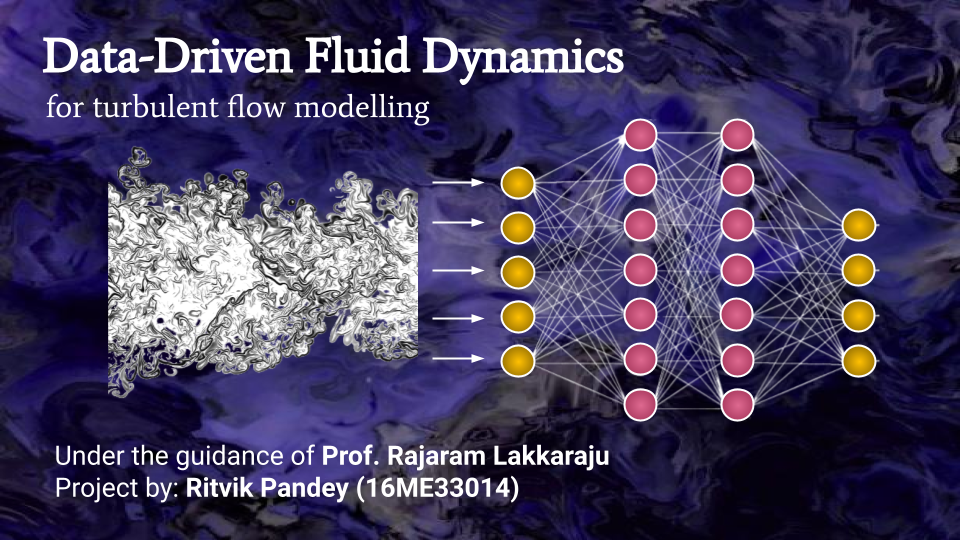 Data-Driven Fluid Dynamics
for turbulent flow modelling
Under the guidance of Prof. Rajaram Lakkaraju
Project by: Ritvik Pandey (16ME33014)